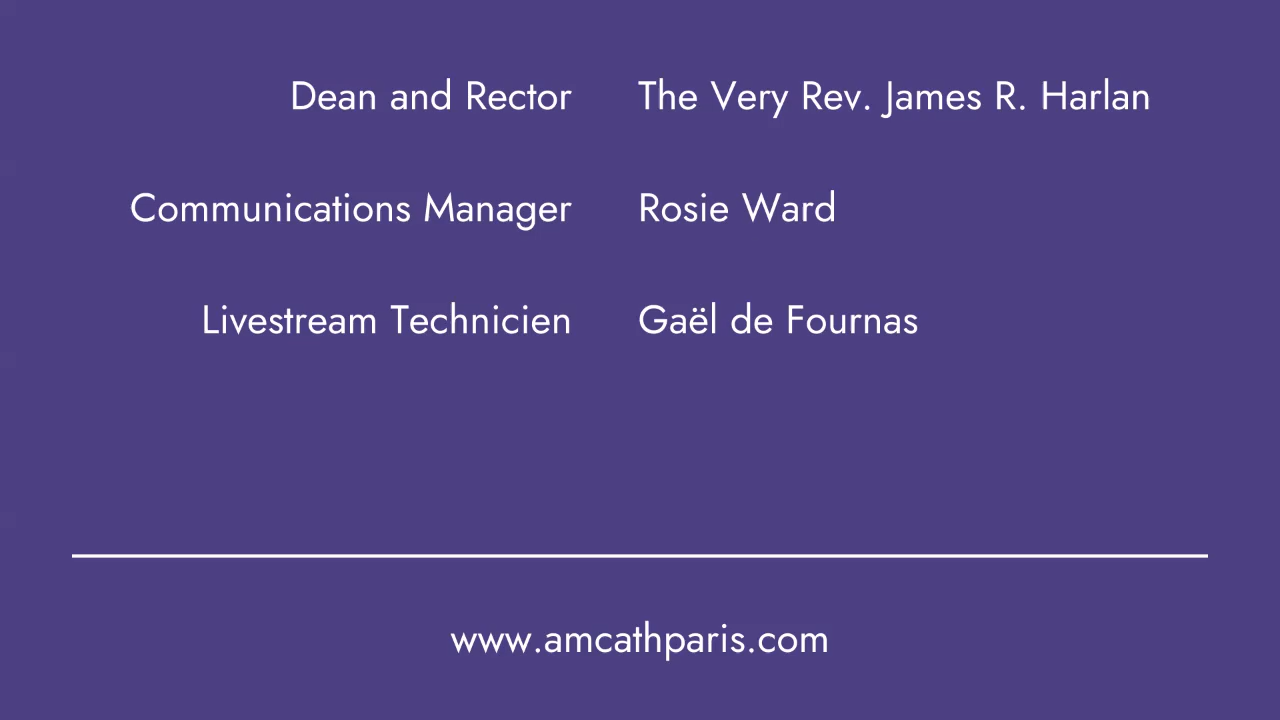 Dean and Rector The Very Rev. James R. Harlan
Communications Manager Rosie Ward
Livestream Technicien Gaël de Fournas
www.amcathparis.com